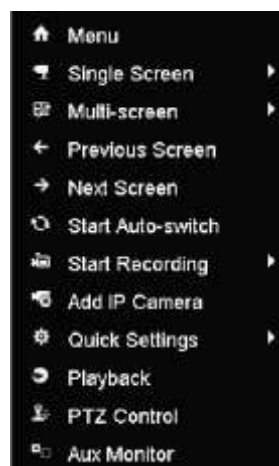 Menu
Single Screen
Multi-screen
Previous Screen
Next Screen
Start Auto-switch
Start Recording
Add IP Camera
Quick Settings
Playback
PTZ Control
Aux Monitor